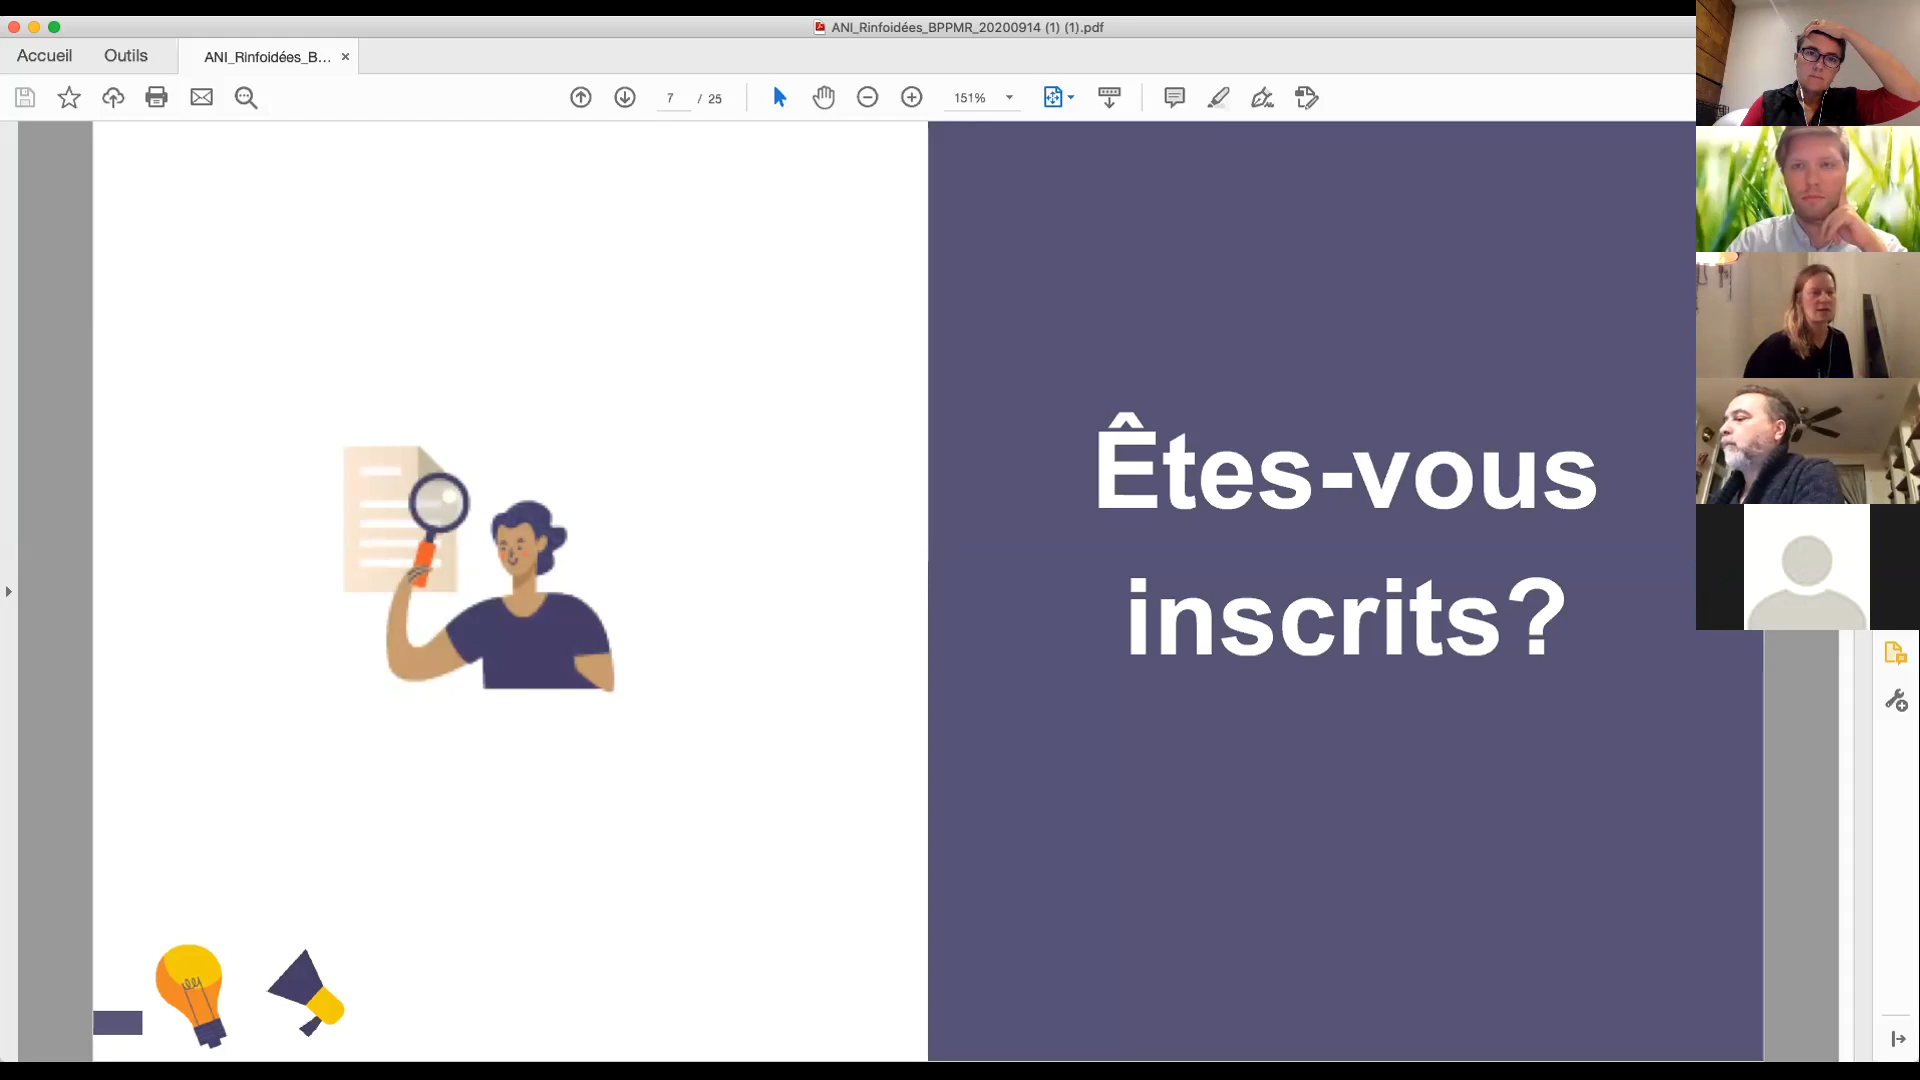 ANI_Rinfoidées_BPPMR_20200914 (1) (1).pdf
Accueil
Outils
ANI_Rinfoidées_B...
7 / 25
151%
Êtes-vous
inscrits?